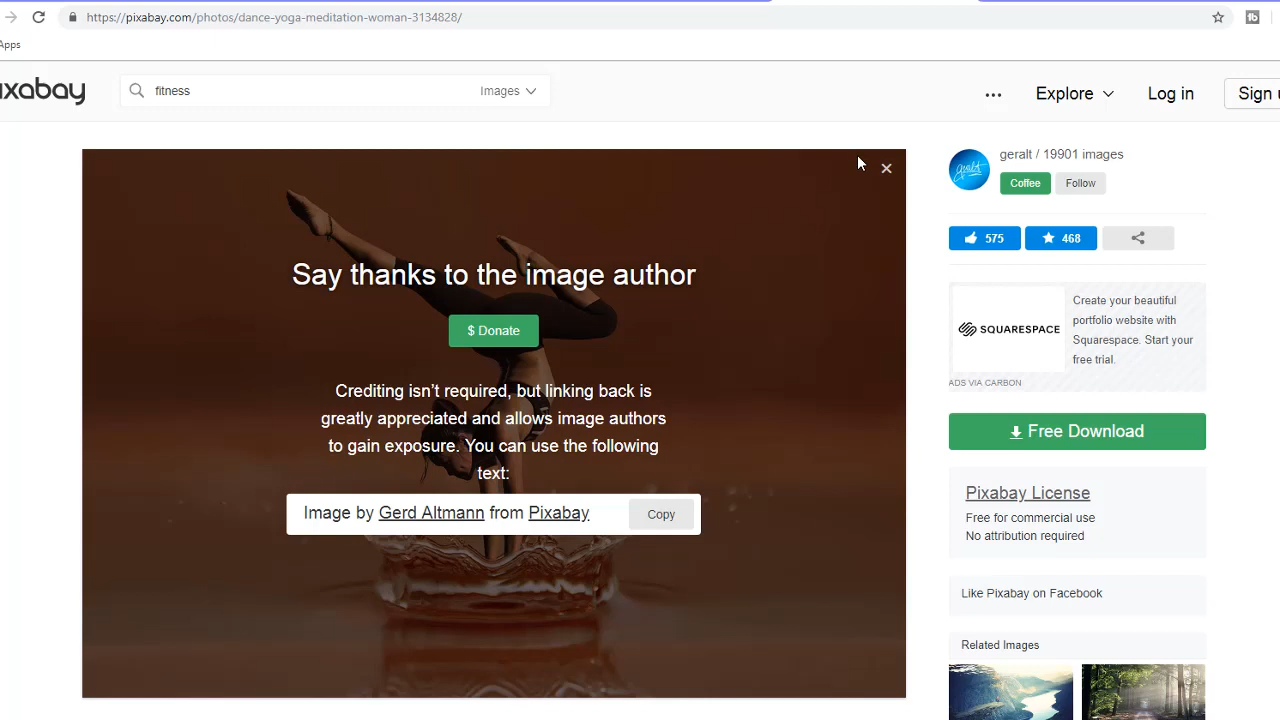 https://pixabay.com/photos/dance-yoga-meditation-woman-3134828/
Apps
ixabay
fitness
Images
Explore
Log in
Sign u
geralt / 19901 images
Coffee
Follow
575
468
Say thanks to the image author
$ Donate
Crediting isn't required, but linking back is
greatly appreciated and allows image authors
to gain exposure. You can use the following
text:
Image by Gerd Altmann from Pixabay
Copy
SQUARESPACE
Create your beautiful
portfolio website with
Squarespace. Start your
free trial.
ADS VIA CARBON
Free Download
Pixabay License
Free for commercial use
No attribution required
Like Pixabay on Facebook
Related Images